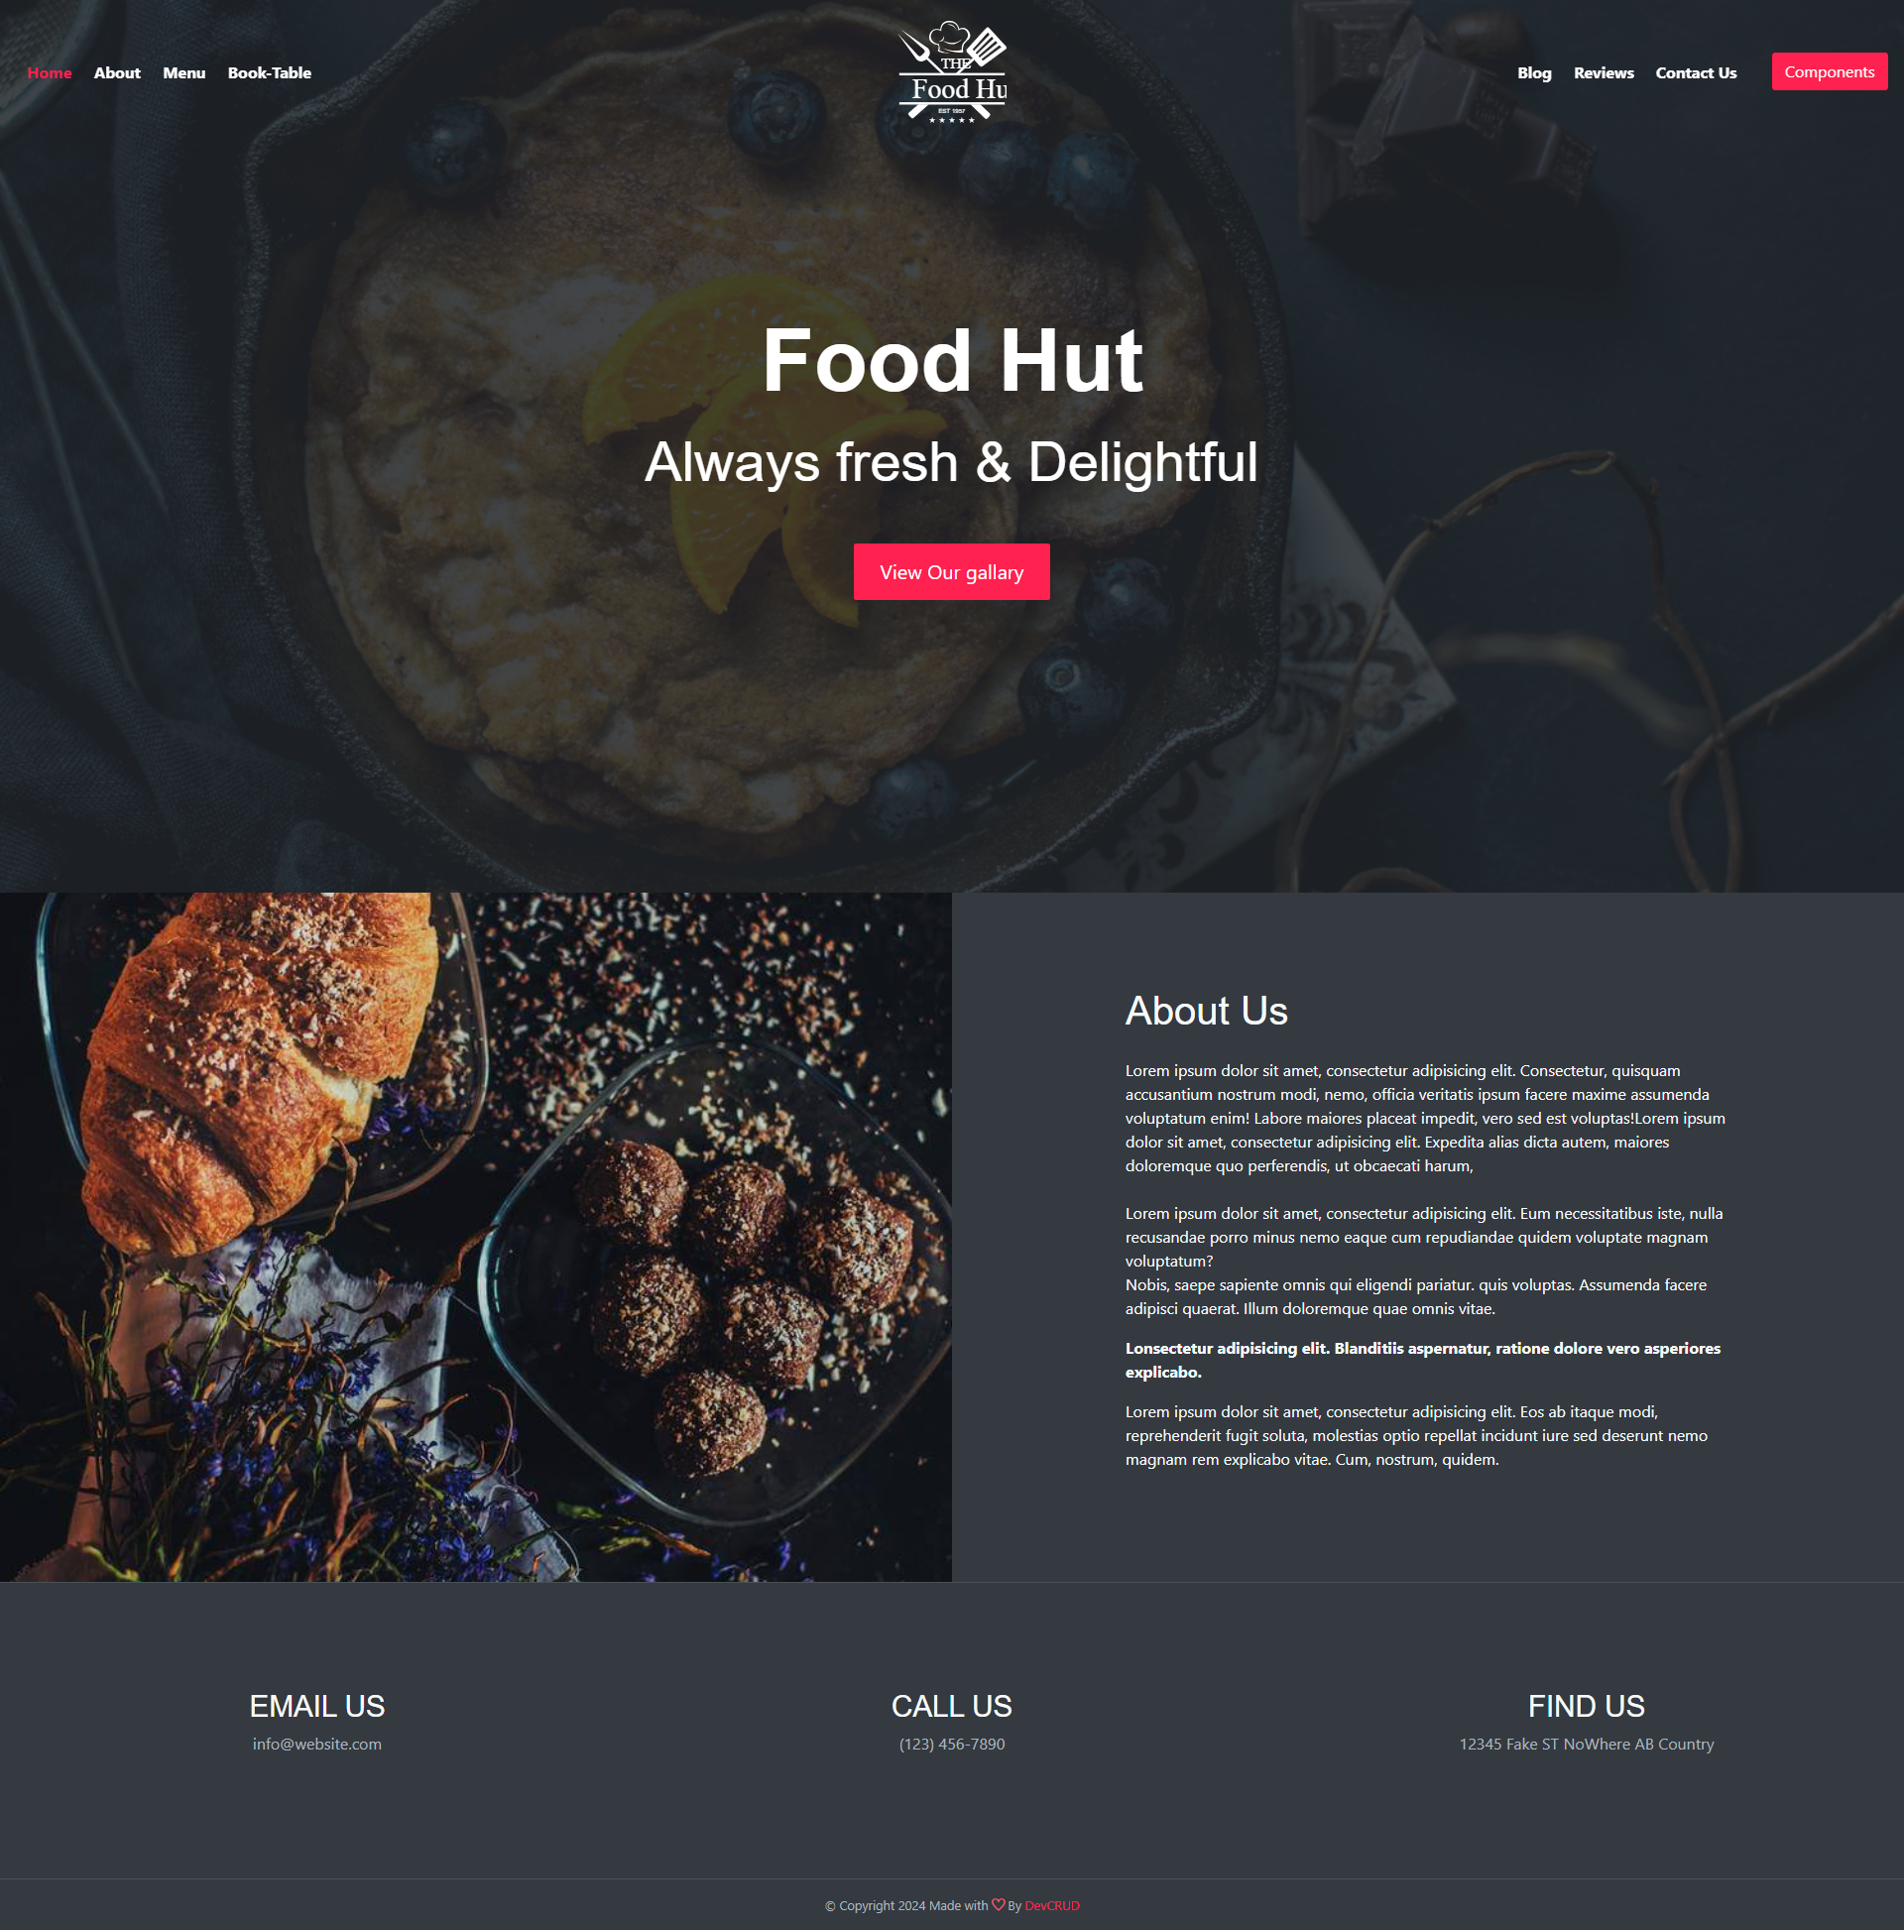 Home About Menu Book-Table
THE
Food Hu
EST 1957
Blog Reviews Contact Us Components
Food Hut
Always fresh & Delightful
View Our gallary
About Us
Lorem ipsum dolor sit amet, consectetur adipisicing elit. Consectetur, quisquam
accusantium nostrum modi, nemo, officia veritatis ipsum facere maxime assumenda
voluptatum enim! Labore maiores placeat impedit, vero sed est voluptas!Lorem ipsum
dolor sit amet, consectetur adipisicing elit. Expedita alias dicta autem, maiores
doloremque quo perferendis, ut obcaecati harum,
Lorem ipsum dolor sit amet, consectetur adipisicing elit. Eum necessitatibus iste, nulla
recusandae porro minus nemo eaque cum repudiandae quidem voluptate magnam
voluptatum?
Nobis, saepe sapiente omnis qui eligendi pariatur. quis voluptas. Assumenda facere
adipisci quaerat. Illum doloremque quae omnis vitae.
Lonsectetur adipisicing elit. Blanditiis aspernatur, ratione dolore vero asperiores
explicabo.
Lorem ipsum dolor sit amet, consectetur adipisicing elit. Eos ab itaque modi,
reprehenderit fugit soluta, molestias optio repellat incidunt iure sed deserunt nemo
magnam rem explicabo vitae. Cum, nostrum, quidem.
EMAIL US
info@website.com
CALL US
(123) 456-7890
FIND US
12345 Fake ST NoWhere AB Country
© Copyright 2024 Made with ♡ By DevCRUD